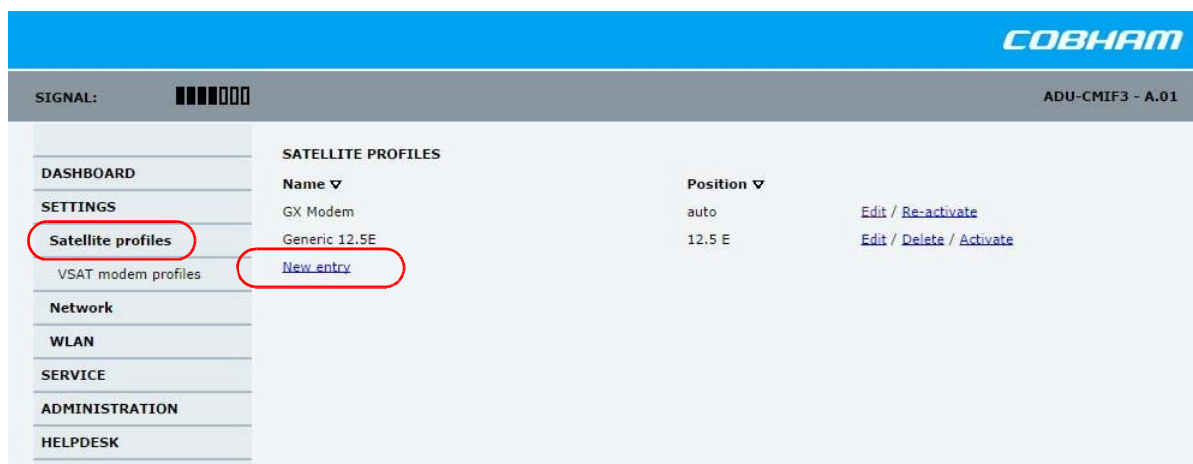 COBHAM
SIGNAL: ADU-CMIF3 - A.01
DASHBOARD
SETTINGS
Satellite profiles
VSAT modem profiles
Network
WLAN
SERVICE
ADMINISTRATION
HELPDESK
SATELLITE PROFILES
Name Position
GX Modem auto Edit / Re-activate
Generic 12.5E 12.5 E Edit / Delete / Activate
New entry